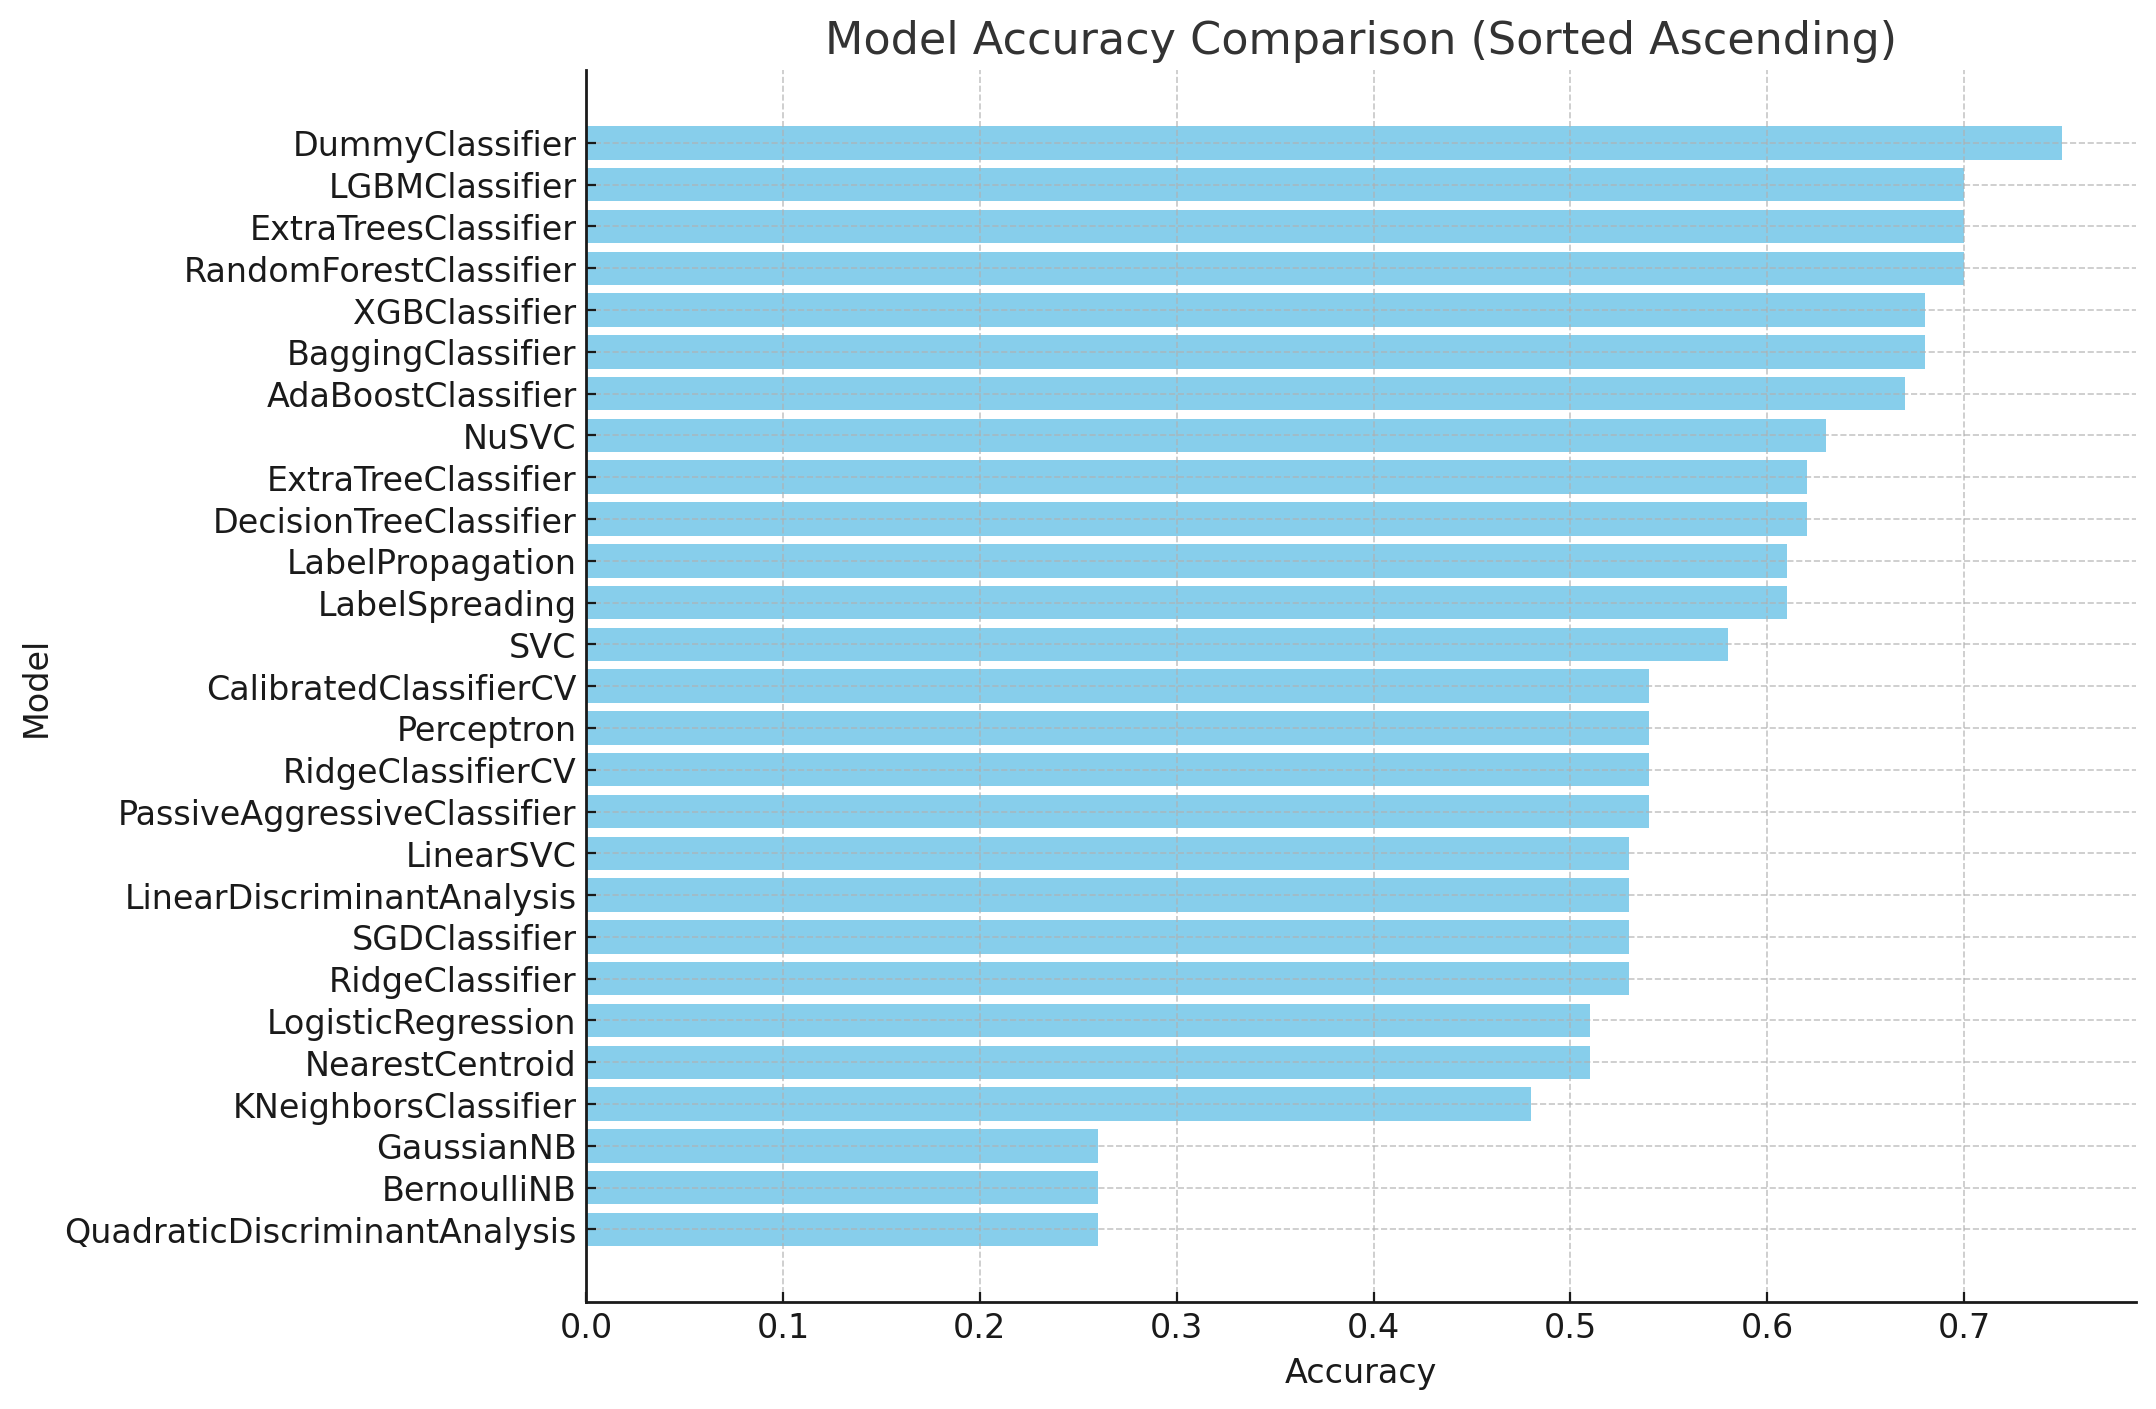 Model Accuracy Comparison (Sorted Ascending)
DummyClassifier
LGBMClassifier
ExtraTreesClassifier
RandomForestClassifier
XGBClassifier
BaggingClassifier
AdaBoostClassifier
NuSVC
ExtraTreeClassifier
DecisionTreeClassifier
LabelPropagation
LabelSpreading
SVC
CalibratedClassifierCV
Perceptron
RidgeClassifierCV
PassiveAggressiveClassifier
LinearSVC
LinearDiscriminantAnalysis
SGDClassifier
RidgeClassifier
LogisticRegression
NearestCentroid
KNeighborsClassifier
GaussianNB
BernoulliNB
QuadraticDiscriminantAnalysis
Model
0.0 0.1 0.2 0.3 0.4 0.5 0.6 0.7
Accuracy